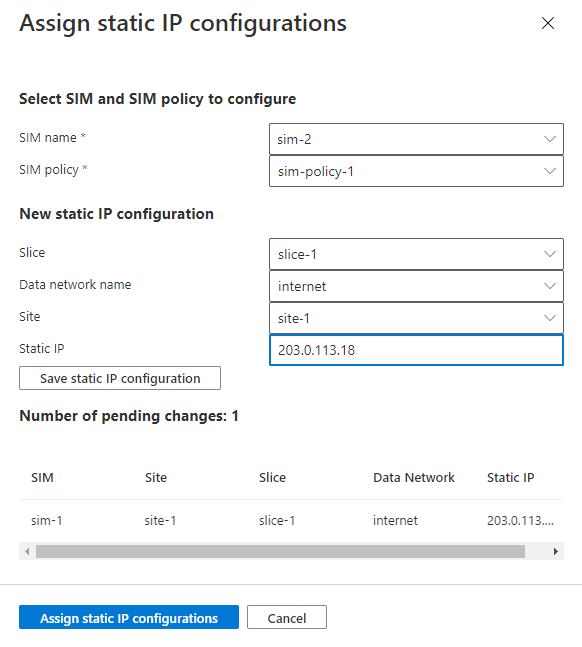 Assign static IP configurations
Select SIM and SIM policy to configure
SIM name *
sim-2
SIM policy *
sim-policy-1
New static IP configuration
Slice
slice-1
Data network name
internet
Site
site-1
Static IP
203.0.113.18
Save static IP configuration
Number of pending changes: 1
SIM Site Slice Data Network Static IP
sim-1 site-1 slice-1 internet 203.0.113....
Assign static IP configurations Cancel